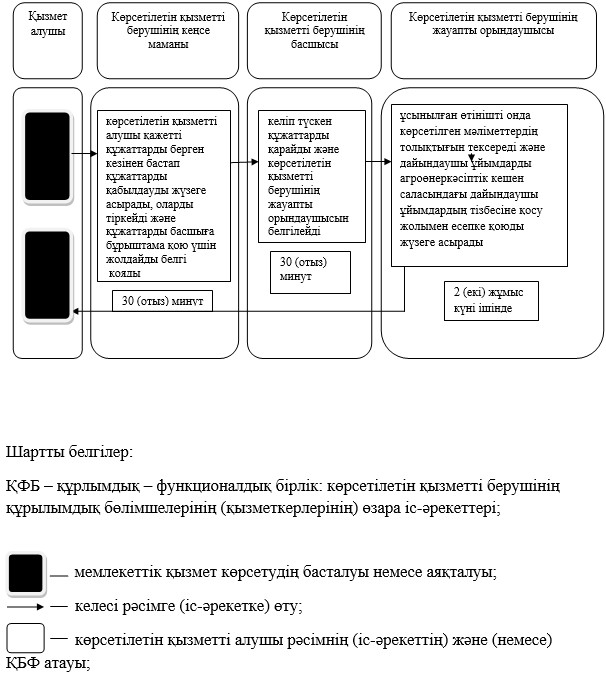 Қызмет
алушы
Көрсетілетін қызметті
берушінің кеңсе
маманы
Көрсетілетін
қызметті берушінің
басшысы
Көрсетілетін қызметті берушінің
жауапты орындаушысы
көрсетілетін қызметті
алушы қажетті
құжаттарды берген
кезінен бастап
құжаттарды
қабылдауды жүзеге
асырады, оларды
тіркейді және
құжаттарды басшыға
бұрыштама қою үшін
жолдайды белгі
қояды
30 (отыз) минут
келіп түскен
құжаттарды
қарайды және
көрсетілетін
қызметті
берушінің
жауапты
орындаушысын
белгілейді
30 (отыз)
минут
ұсынылған өтінішті онда
көрсетілген мәліметтердің
толықтығын тексереді және
дайындаушы ұйымдарды
агроөнеркәсіптік кешен
саласындағы дайындаушы
ұйымдардың тізбесіне қосу
жолымен есепке қоюды
жүзеге асырады
2 (екі) жұмыс
күні ішінде
Шартты белгілер:
ҚФБ – құрлымдық – функционалдық бірлік: көрсетілетін қызметті берушінің
құрылымдық бөлімшелерінің (қызметкерлерінің) өзара іс-әрекеттері;
— мемлекеттік қызмет көрсетудің басталуы немесе аяқталуы;
— келесі рәсімге (іс-әрекетке) өту;
— көрсетілетін қызметті алушы рәсімнің (іс-әрекеттің) және (немесе)
ҚБФ атауы;